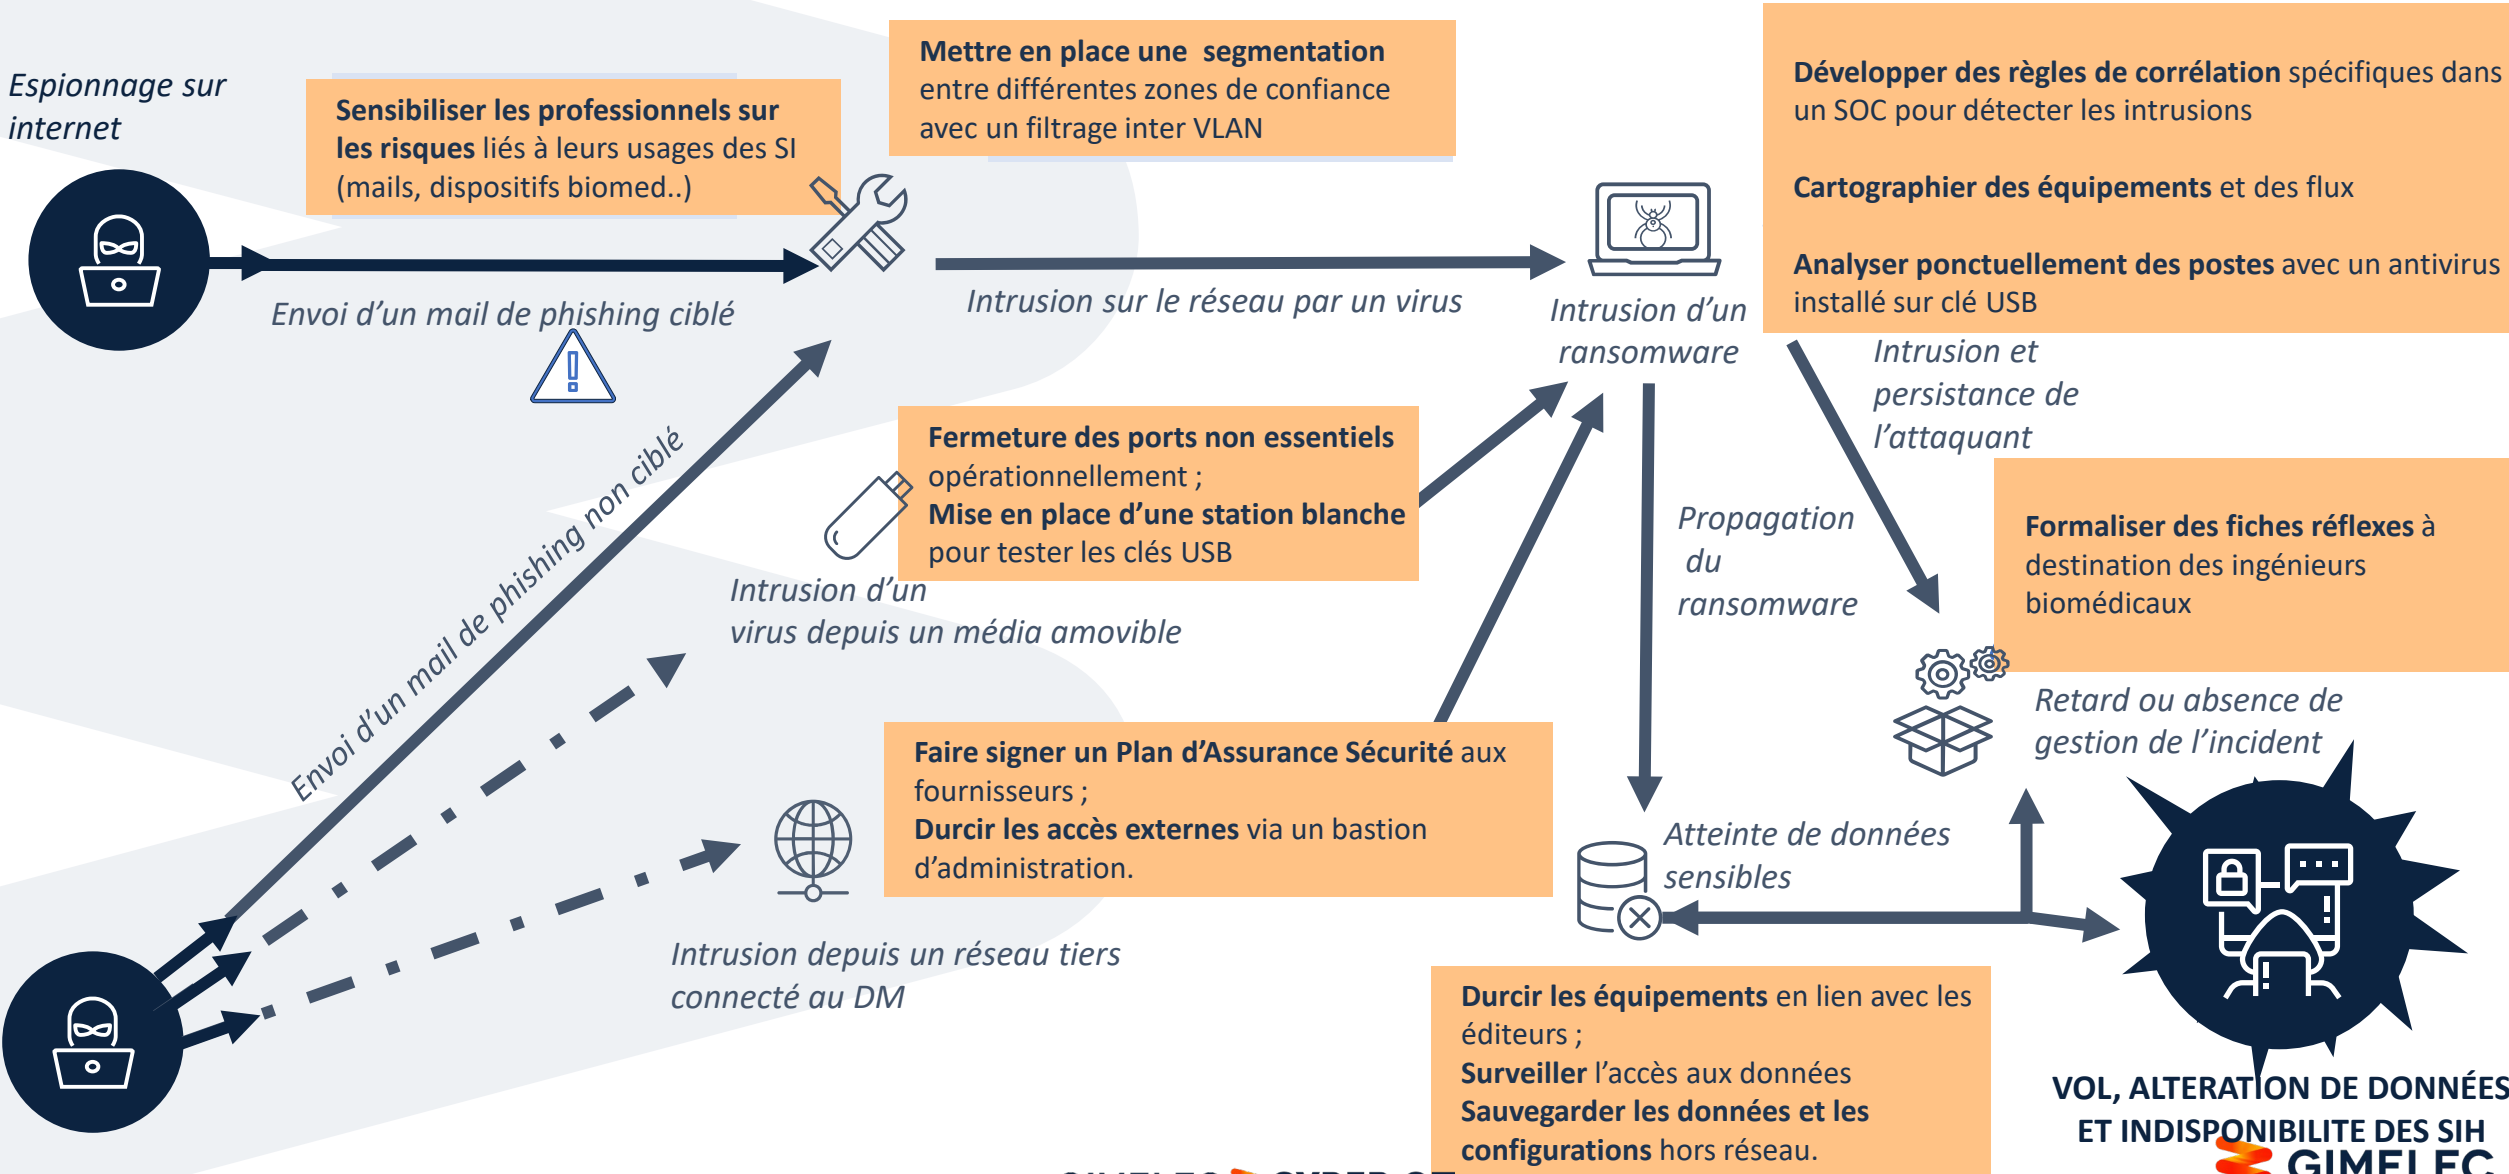 Espionnage sur
internet
Sensibiliser les professionnels sur
les risques liés à leurs usages des SI
(mails, dispositifs biomed..)
Mettre en place une segmentation
entre différentes zones de confiance
avec un filtrage inter VLAN
Développer des règles de corrélation spécifiques dans
un SOC pour détecter les intrusions
Cartographier des équipements et des flux
Analyser ponctuellement des postes avec un antivirus
installé sur clé USB
Envoi d’un mail de phishing ciblé
Intrusion sur le réseau par un virus
Intrusion d’un
ransomware
Intrusion et
persistance de
l’attaquant
Envoi d’un mail de phishing non ciblé
Fermeture des ports non essentiels
opérationnellement ;
Mise en place d’une station blanche
pour tester les clés USB
Intrusion d’un
virus depuis un média amovible
Propagation
du
ransomware
Formaliser des fiches réflexes à
destination des ingénieurs
biomédicaux
Retard ou absence de
gestion de l’incident
Faire signer un Plan d’Assurance Sécurité aux
fournisseurs ;
Durcir les accès externes via un bastion
d’administration.
Atteinte de données
sensibles
Intrusion depuis un réseau tiers
connecté au DM
Durcir les équipements en lien avec les
éditeurs ;
Surveiller l’accès aux données
Sauvegarder les données et les
configurations hors réseau.
VOL, ALTERATION DE DONNÉES
ET INDISPONIBILITE DES SIH
GIMELEC